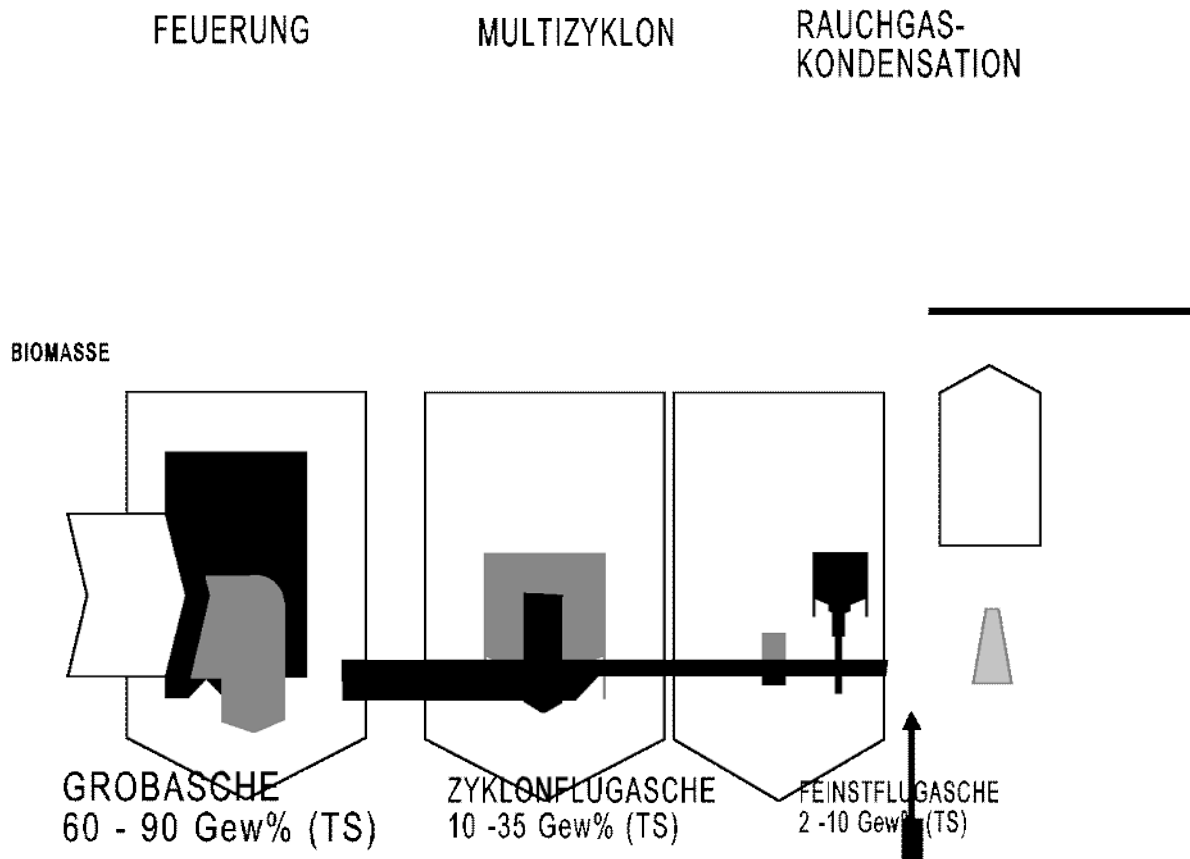 FEUERUNG
MULTIZYKLON
RAUCHGAS-
KONDENSATION
BIOMASSE
GROBASCHE
60 - 90 Gew% (TS)
ZYKLONFLUGASCHE
10 -35 Gew% (TS)
FEINSTFLUGASCHE
2 -10 Gew% (TS)